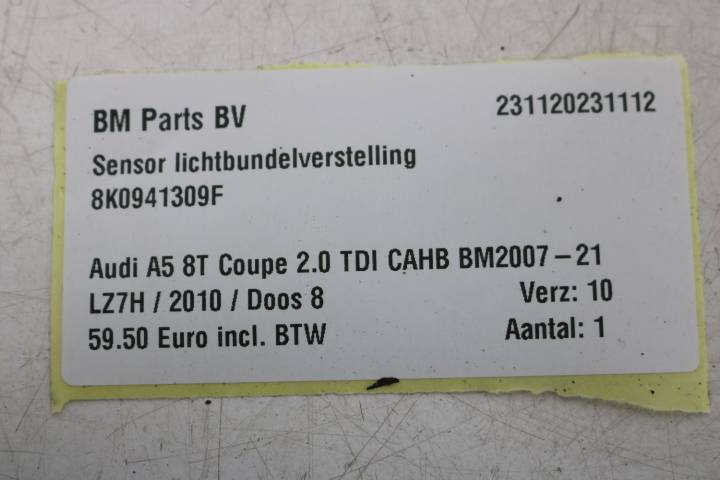 BM Parts BV 231120231112
Sensor lichtbundelverstelling
8K0941309F
Audi A5 8T Coupe 2.0 TDI CAHB BM2007-21
LZ7H / 2010 / Doos 8 Verz: 10
59.50 Euro incl. BTW Aantal: 1